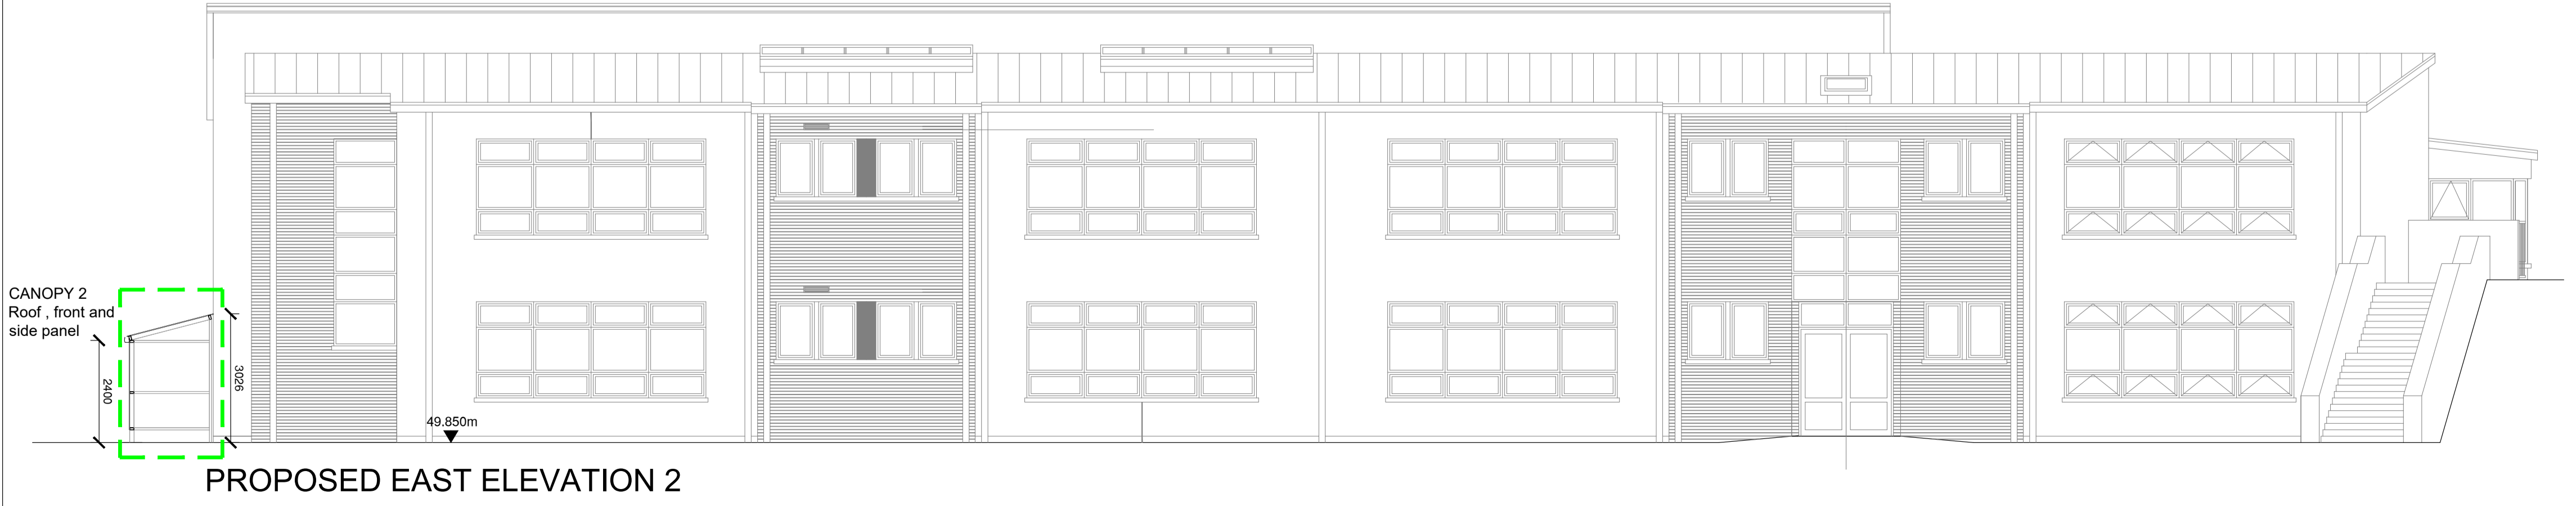 CANOPY 2
Roof , front and
side panel
2400
3026
49.850m
PROPOSED EAST ELEVATION 2